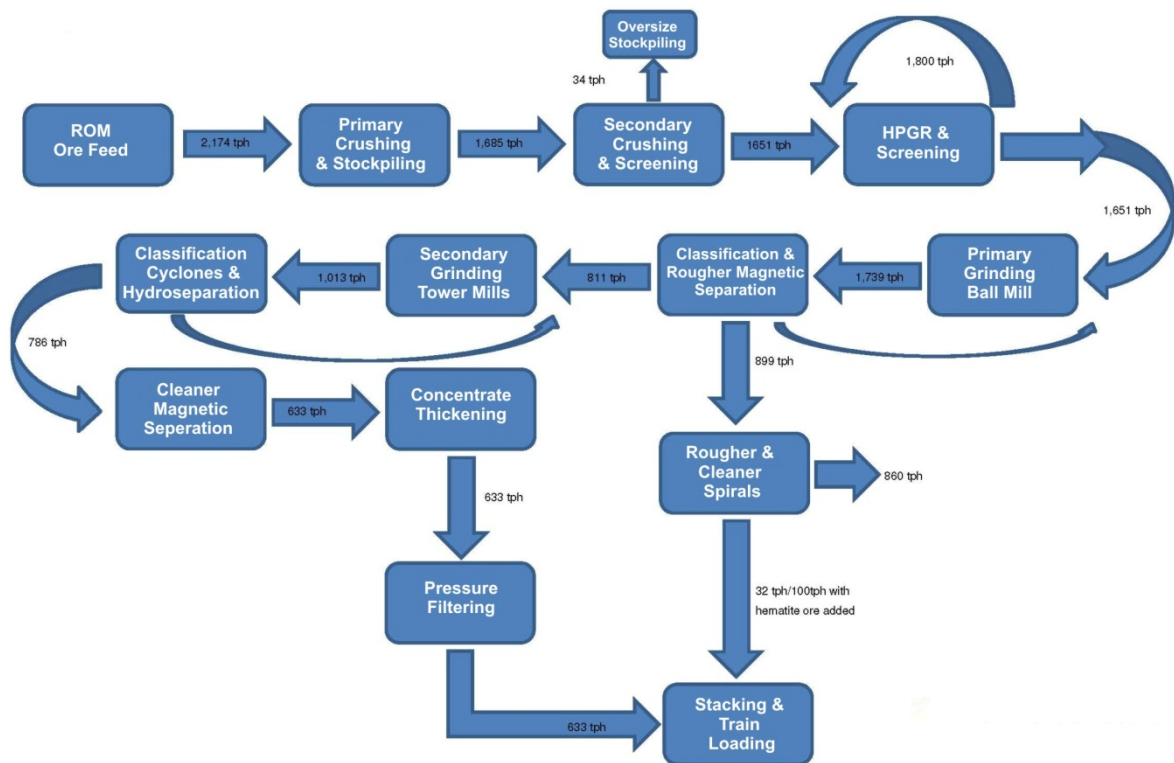 Oversize
Stockpiling
34 tph
1,800 tph
ROM
Ore Feed
2,174 tph
Primary
Crushing
& Stockpiling
1,685 tph
Secondary
Crushing
& Screening
1651 tph
HPGR &
Screening
1,651 tph
Classification
Cyclones &
Hydroseparation
1,013 tph
Secondary
Grinding
Tower Mills
811 tph
Classification &
Rougher Magnetic
Separation
1,739 tph
Primary
Grinding
Ball Mill
786 tph
899 tph
Cleaner
Magnetic
Seperation
633 tph
Concentrate
Thickening
Rougher &
Cleaner
Spirals
860 tph
633 tph
Pressure
Filtering
32 tph/100tph with
hematite ore added
633 tph
Stacking &
Train
Loading